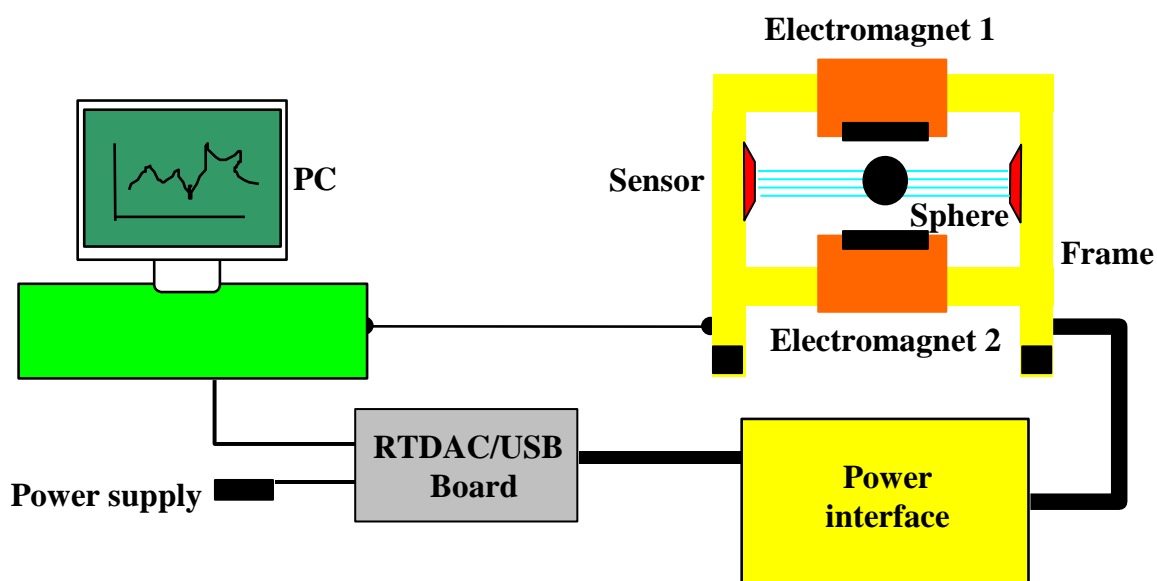 Electromagnet 1
PC
Sensor
Sphere
Frame
Electromagnet 2
RTDAC/USB
Board
Power supply
Power
interface